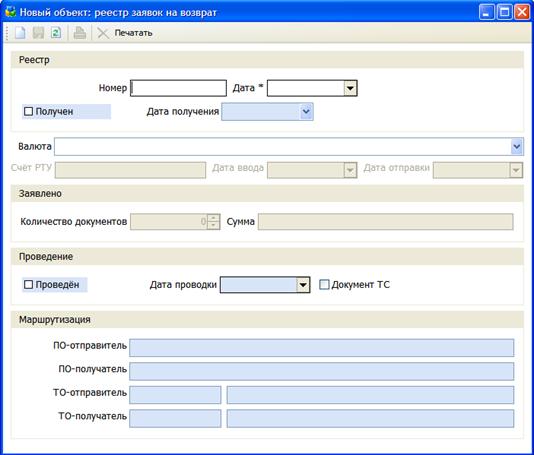 Новый объект: реестр заявок на возврат
Печатать
Реестр
Номер Дата *
Получен Дата получения
Валюта
Счёт РТУ Дата ввода Дата отправки
Заявлено
Количество документов 0 Сумма
Проведение
Проведён Дата проводки Документ ТС
Маршрутизация
ПО-отправитель
ПО-получатель
ТО-отправитель
ТО-получатель